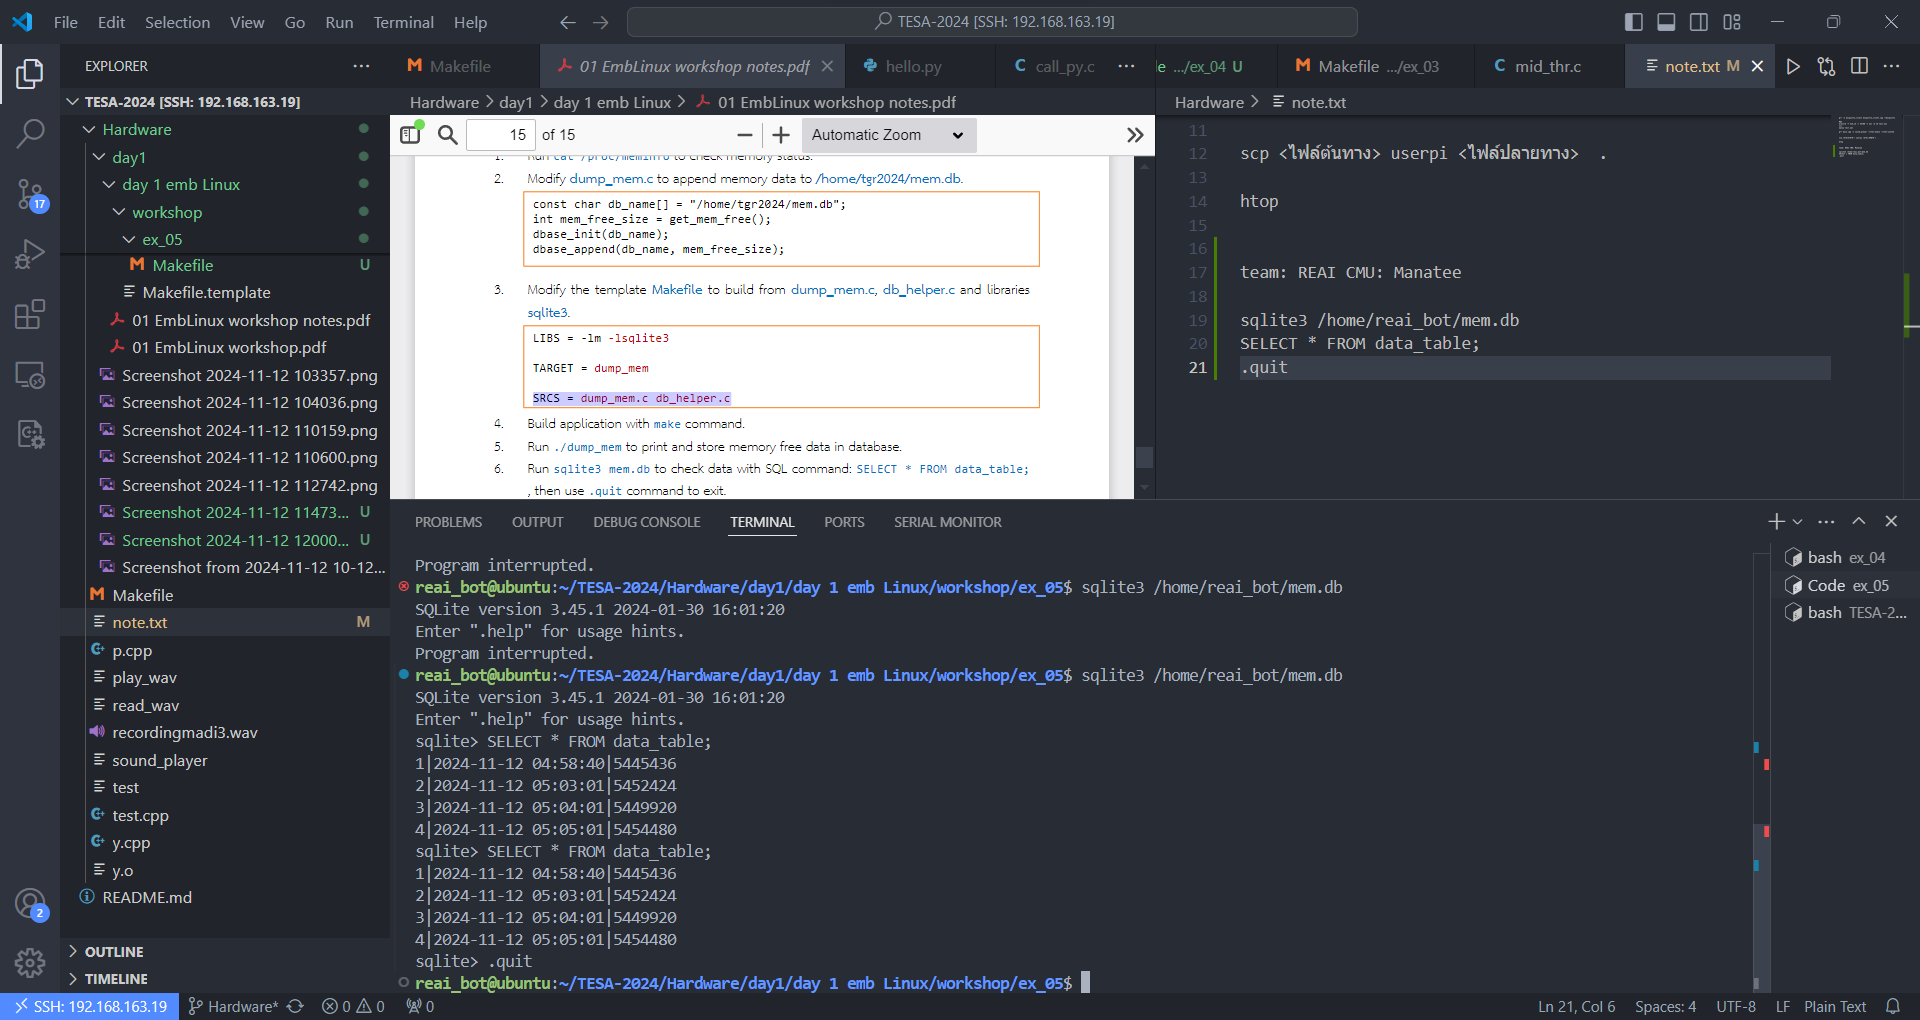 File Edit Selection View Go Run Terminal Help
TESA-2024 [SSH: 192.168.163.19]
EXPLORER
TESA-2024 [SSH: 192.168.163.19]
Hardware
day1
day 1 emb Linux
workshop
ex_05
Makefile U
Makefile.template
01 EmbLinux workshop notes.pdf
01 EmbLinux workshop.pdf
Screenshot 2024-11-12 103357.png
Screenshot 2024-11-12 104036.png
Screenshot 2024-11-12 110159.png
Screenshot 2024-11-12 110600.png
Screenshot 2024-11-12 112742.png
Screenshot 2024-11-12 11473... U
Screenshot 2024-11-12 12000... U
Screenshot from 2024-11-12 10-12...
Makefile
note.txt M
p.cpp
play_wav
read_wav
recordingmadi3.wav
sound_player
test
test.cpp
y.cpp
y.o
README.md
OUTLINE
TIMELINE
17
2
Makefile
01 EmbLinux workshop notes.pdf
hello.py
call_py.c
le .../ex_04 U
Makefile .../ex_03
mid_thr.c
note.txt M
Hardware > day1 > day 1 emb Linux > 01 EmbLinux workshop notes.pdf
15 of 15
Automatic Zoom
1. Run cat /proc/meminfo to check memory status.
2. Modify dump_mem.c to append memory data to /home/tgr2024/mem.db.
const char db_name[] = "/home/tgr2024/mem.db";
int mem_free_size = get_mem_free();
dbase_init(db_name);
dbase_append(db_name, mem_free_size);
3. Modify the template Makefile to build from dump_mem.c, db_helper.c and libraries
sqlite3.
LIBS = -lm -lsqlite3
TARGET = dump_mem
SRCS = dump_mem.c db_helper.c
4. Build application with make command.
5. Run ./dump_mem to print and store memory free data in database.
6. Run sqlite3 mem.db to check data with SQL command: SELECT * FROM data_table;
, then use .quit command to exit.
Hardware > note.txt
11
12 scp <ไฟล์ต้นทาง> userpi <ไฟล์ปลายทาง> .
13
14 htop
15
16
17 team: REAI CMU: Manatee
18
19 sqlite3 /home/reai_bot/mem.db
20 SELECT * FROM data_table;
21 .quit
PROBLEMS OUTPUT DEBUG CONSOLE TERMINAL PORTS SERIAL MONITOR
Program interrupted.
reai_bot@ubuntu:~/TESA-2024/Hardware/day1/day 1 emb Linux/workshop/ex_05$ sqlite3 /home/reai_bot/mem.db
SQLite version 3.45.1 2024-01-30 16:01:20
Enter ".help" for usage hints.
Program interrupted.
reai_bot@ubuntu:~/TESA-2024/Hardware/day1/day 1 emb Linux/workshop/ex_05$ sqlite3 /home/reai_bot/mem.db
SQLite version 3.45.1 2024-01-30 16:01:20
Enter ".help" for usage hints.
sqlite> SELECT * FROM data_table;
1|2024-11-12 04:58:40|5445436
2|2024-11-12 05:03:01|5452424
3|2024-11-12 05:04:01|5449920
4|2024-11-12 05:05:01|5454480
sqlite> SELECT * FROM data_table;
1|2024-11-12 04:58:40|5445436
2|2024-11-12 05:03:01|5452424
3|2024-11-12 05:04:01|5449920
4|2024-11-12 05:05:01|5454480
sqlite> .quit
reai_bot@ubuntu:~/TESA-2024/Hardware/day1/day 1 emb Linux/workshop/ex_05$
bash ex_04
Code ex_05
bash TESA-2...
SSH: 192.168.163.19 Hardware* 0 0 0
Ln 21, Col 6 Spaces: 4 UTF-8 LF Plain Text